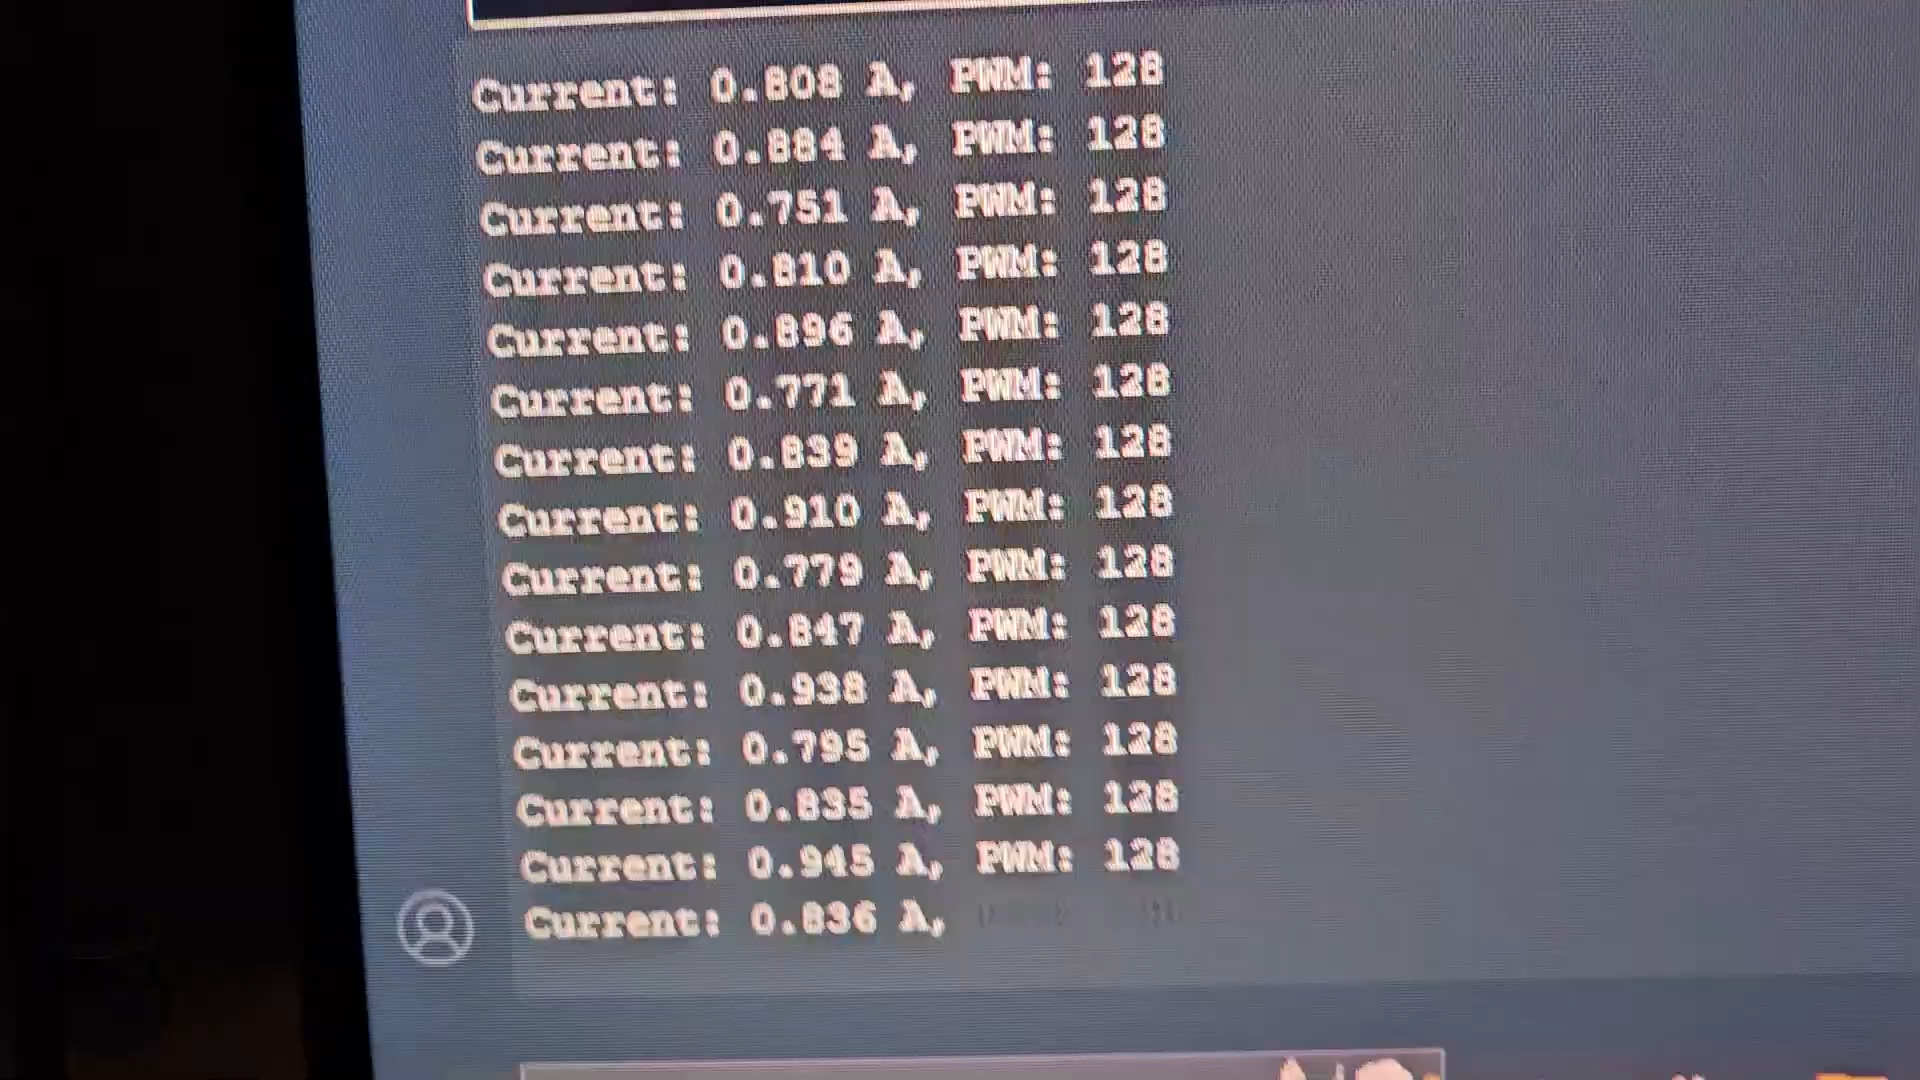 Current: 0.808 A, PWM: 128
Current: 0.884 A, PWM: 128
Current: 0.751 A, PWM: 128
Current: 0.810 A, PWM: 128
Current: 0.896 A, PWM: 128
Current: 0.771 A, PWM: 128
Current: 0.839 A, PWM: 128
Current: 0.910 A, PWM: 128
Current: 0.779 A, PWM: 128
Current: 0.847 A, PWM: 128
Current: 0.938 A, PWM: 128
Current: 0.795 A, PWM: 128
Current: 0.835 A, PWM: 128
Current: 0.945 A, PWM: 128
Current: 0.836 A,